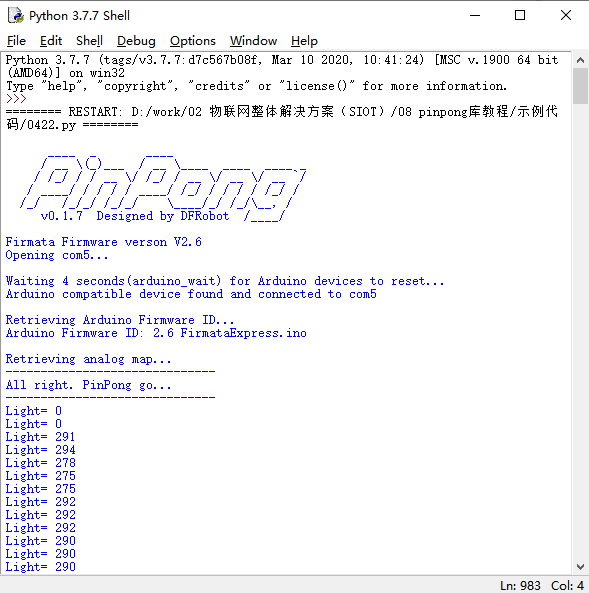 Python 3.7.7 Shell
File Edit Shell Debug Options Window Help
Python 3.7.7 (tags/v3.7.7:d7c567b08f, Mar 10 2020, 10:41:24) [MSC v.1900 64 bit
(AMD64)] on win32
Type "help", "copyright", "credits" or "license()" for more information.
>>>
======== RESTART: D:/work/02 物联网整体解决方案（SIOT）/08 pinpong库教程/示例代
码/0422.py ========
PinPong
v0.1.7 Designed by DFRobot
Firmata Firmware verson V2.6
Opening com5...
Waiting 4 seconds(arduino_wait) for Arduino devices to reset...
Arduino compatible device found and connected to com5
Retrieving Arduino Firmware ID...
Arduino Firmware ID: 2.6 FirmataExpress.ino
Retrieving analog map...
------------------------------
All right. PinPong go...
------------------------------
Light= 0
Light= 0
Light= 291
Light= 294
Light= 278
Light= 275
Light= 275
Light= 292
Light= 292
Light= 292
Light= 290
Light= 290
Light= 290
Ln: 983 Col: 4